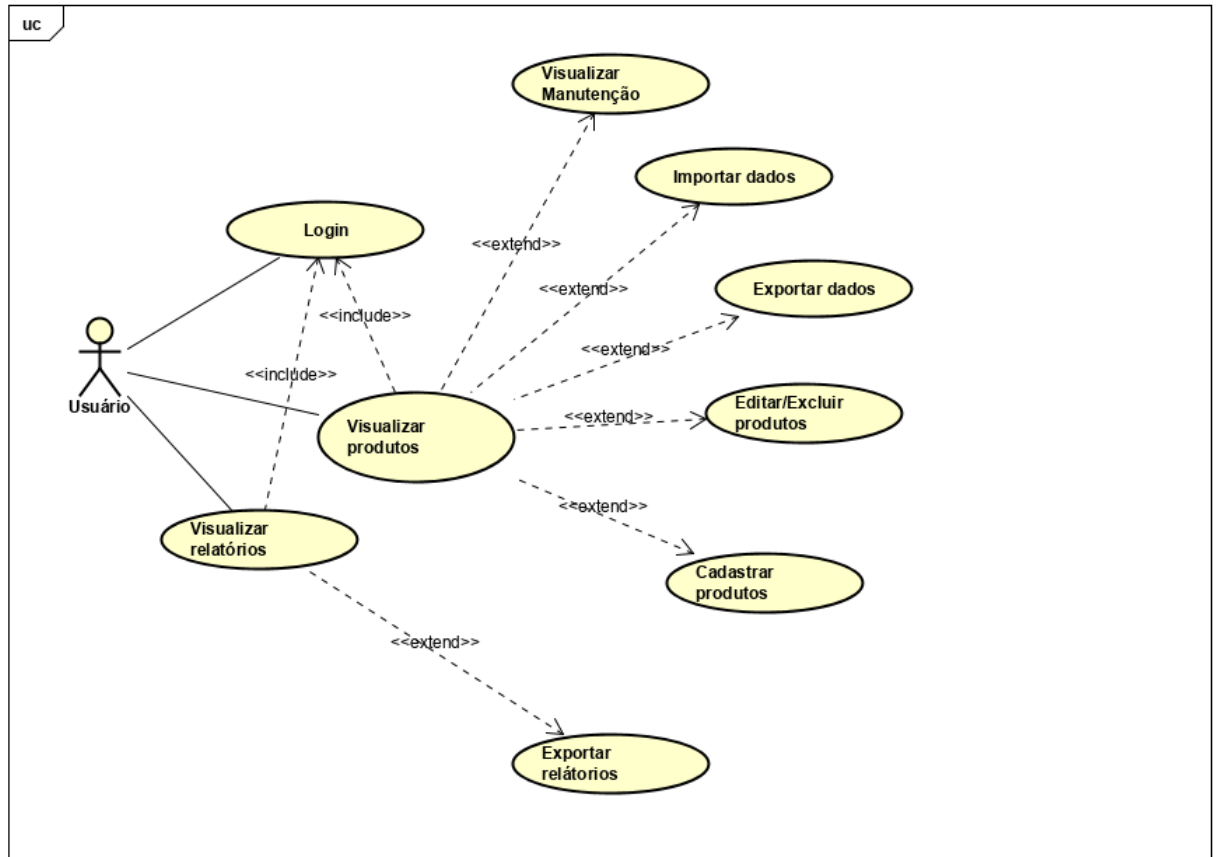 uc
Visualizar
Manutenção
Importar dados
Login
<<extend>>
<<extend>>
Exportar dados
<<include>>
<<extend>>
<<include>>
Usuário
Visualizar
produtos
<<extend>>
Editar/Excluir
produtos
<<extend>>
Visualizar
relatórios
Cadastrar
produtos
<<extend>>
Exportar
relátorios